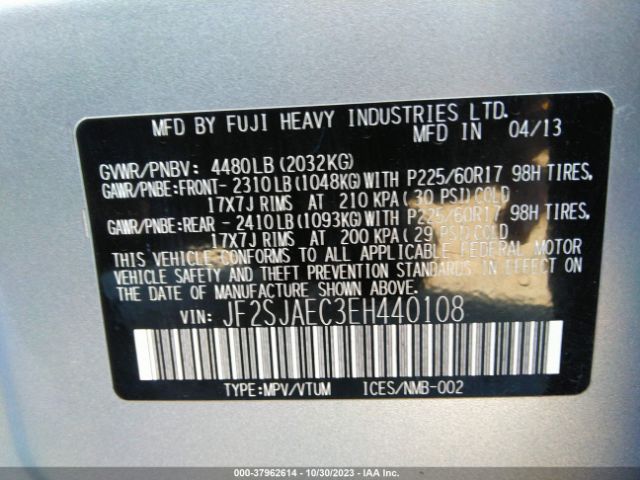 MFD BY FUJI HEAVY INDUSTRIES LTD.
MFD IN 04/13
GVWR/PNBV: 4480LB(2032KG)
GAWR/PNBE:FRONT-2310LB(1048KG)WITH P225/60R17 98H TIRES,
17X7J RIMS AT 210 KPA(30 PSI)COLD
GAWR/PNBE:REAR -2410LB(1093KG)WITH P225/60R17 98H TIRES,
17X7J RIMS AT 200 KPA(29 PSI)COLD
THIS VEHICLE CONFORMS TO ALL APPLICABLE FEDERAL MOTOR
VEHICLE SAFETY AND THEFT PREVENTION STANDARDS IN EFFECT ON
THE DATE OF MANUFACTURE SHOWN ABOVE.
VIN: JF2SJAEC3EH440108
TYPE:MPV/VTUM ICES/NMB-002
000-37962614 - 10/30/2023 - IAA Inc.